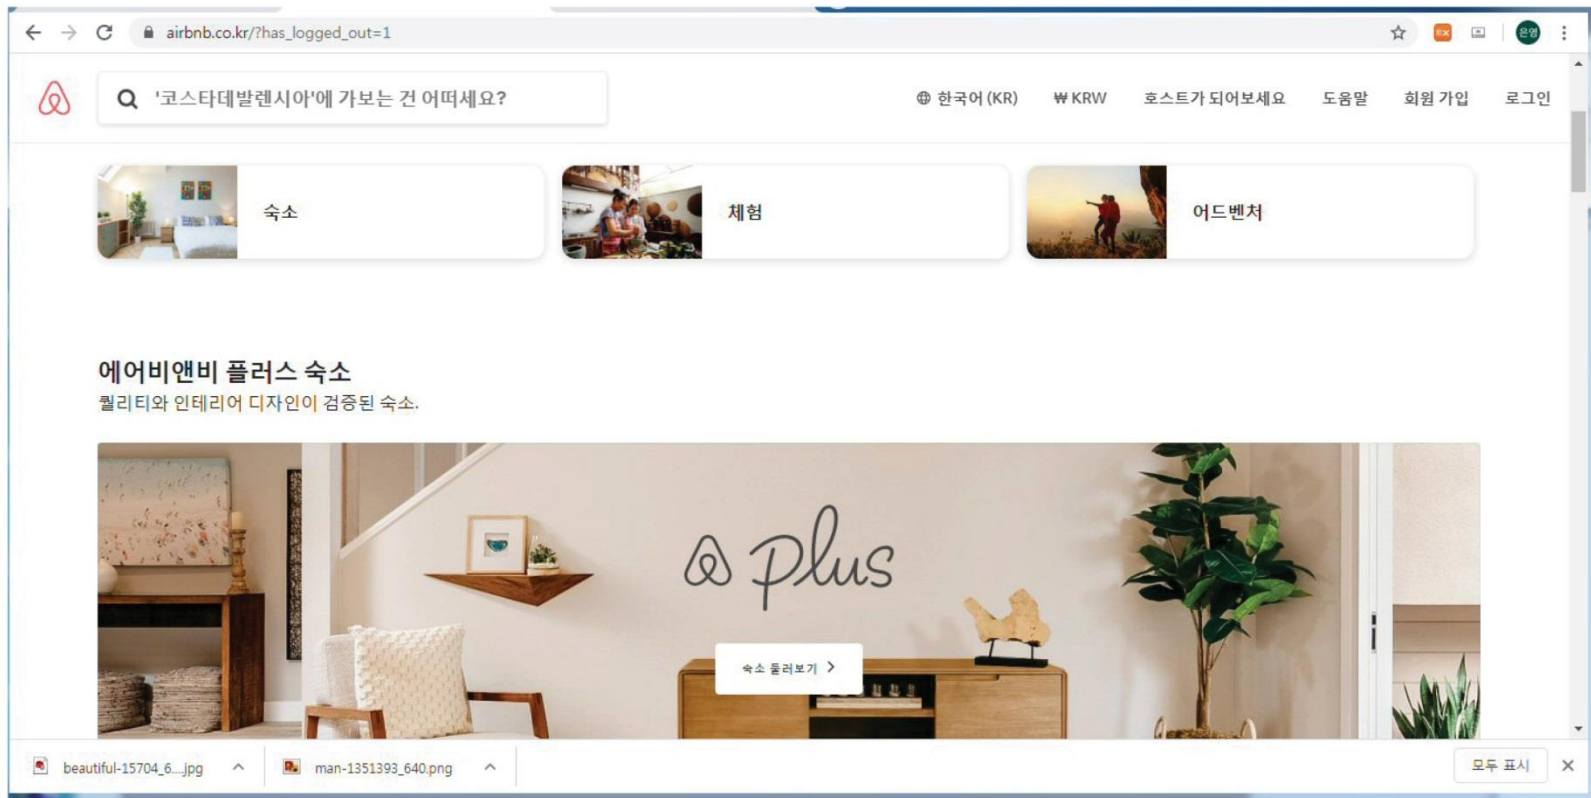 airbnb.co.kr/?has_logged_out=1
은영
'코스타데발렌시아'에 가보는 건 어떠세요?
한국어 (KR)
₩ KRW
호스트가 되어보세요
도움말
회원 가입
로그인
숙소
체험
어드벤처
에어비앤비 플러스 숙소
퀄리티와 인테리어 디자인이 검증된 숙소.
plus
숙소 둘러보기
beautiful-15704_6....jpg
man-1351393_640.png
모두 표시